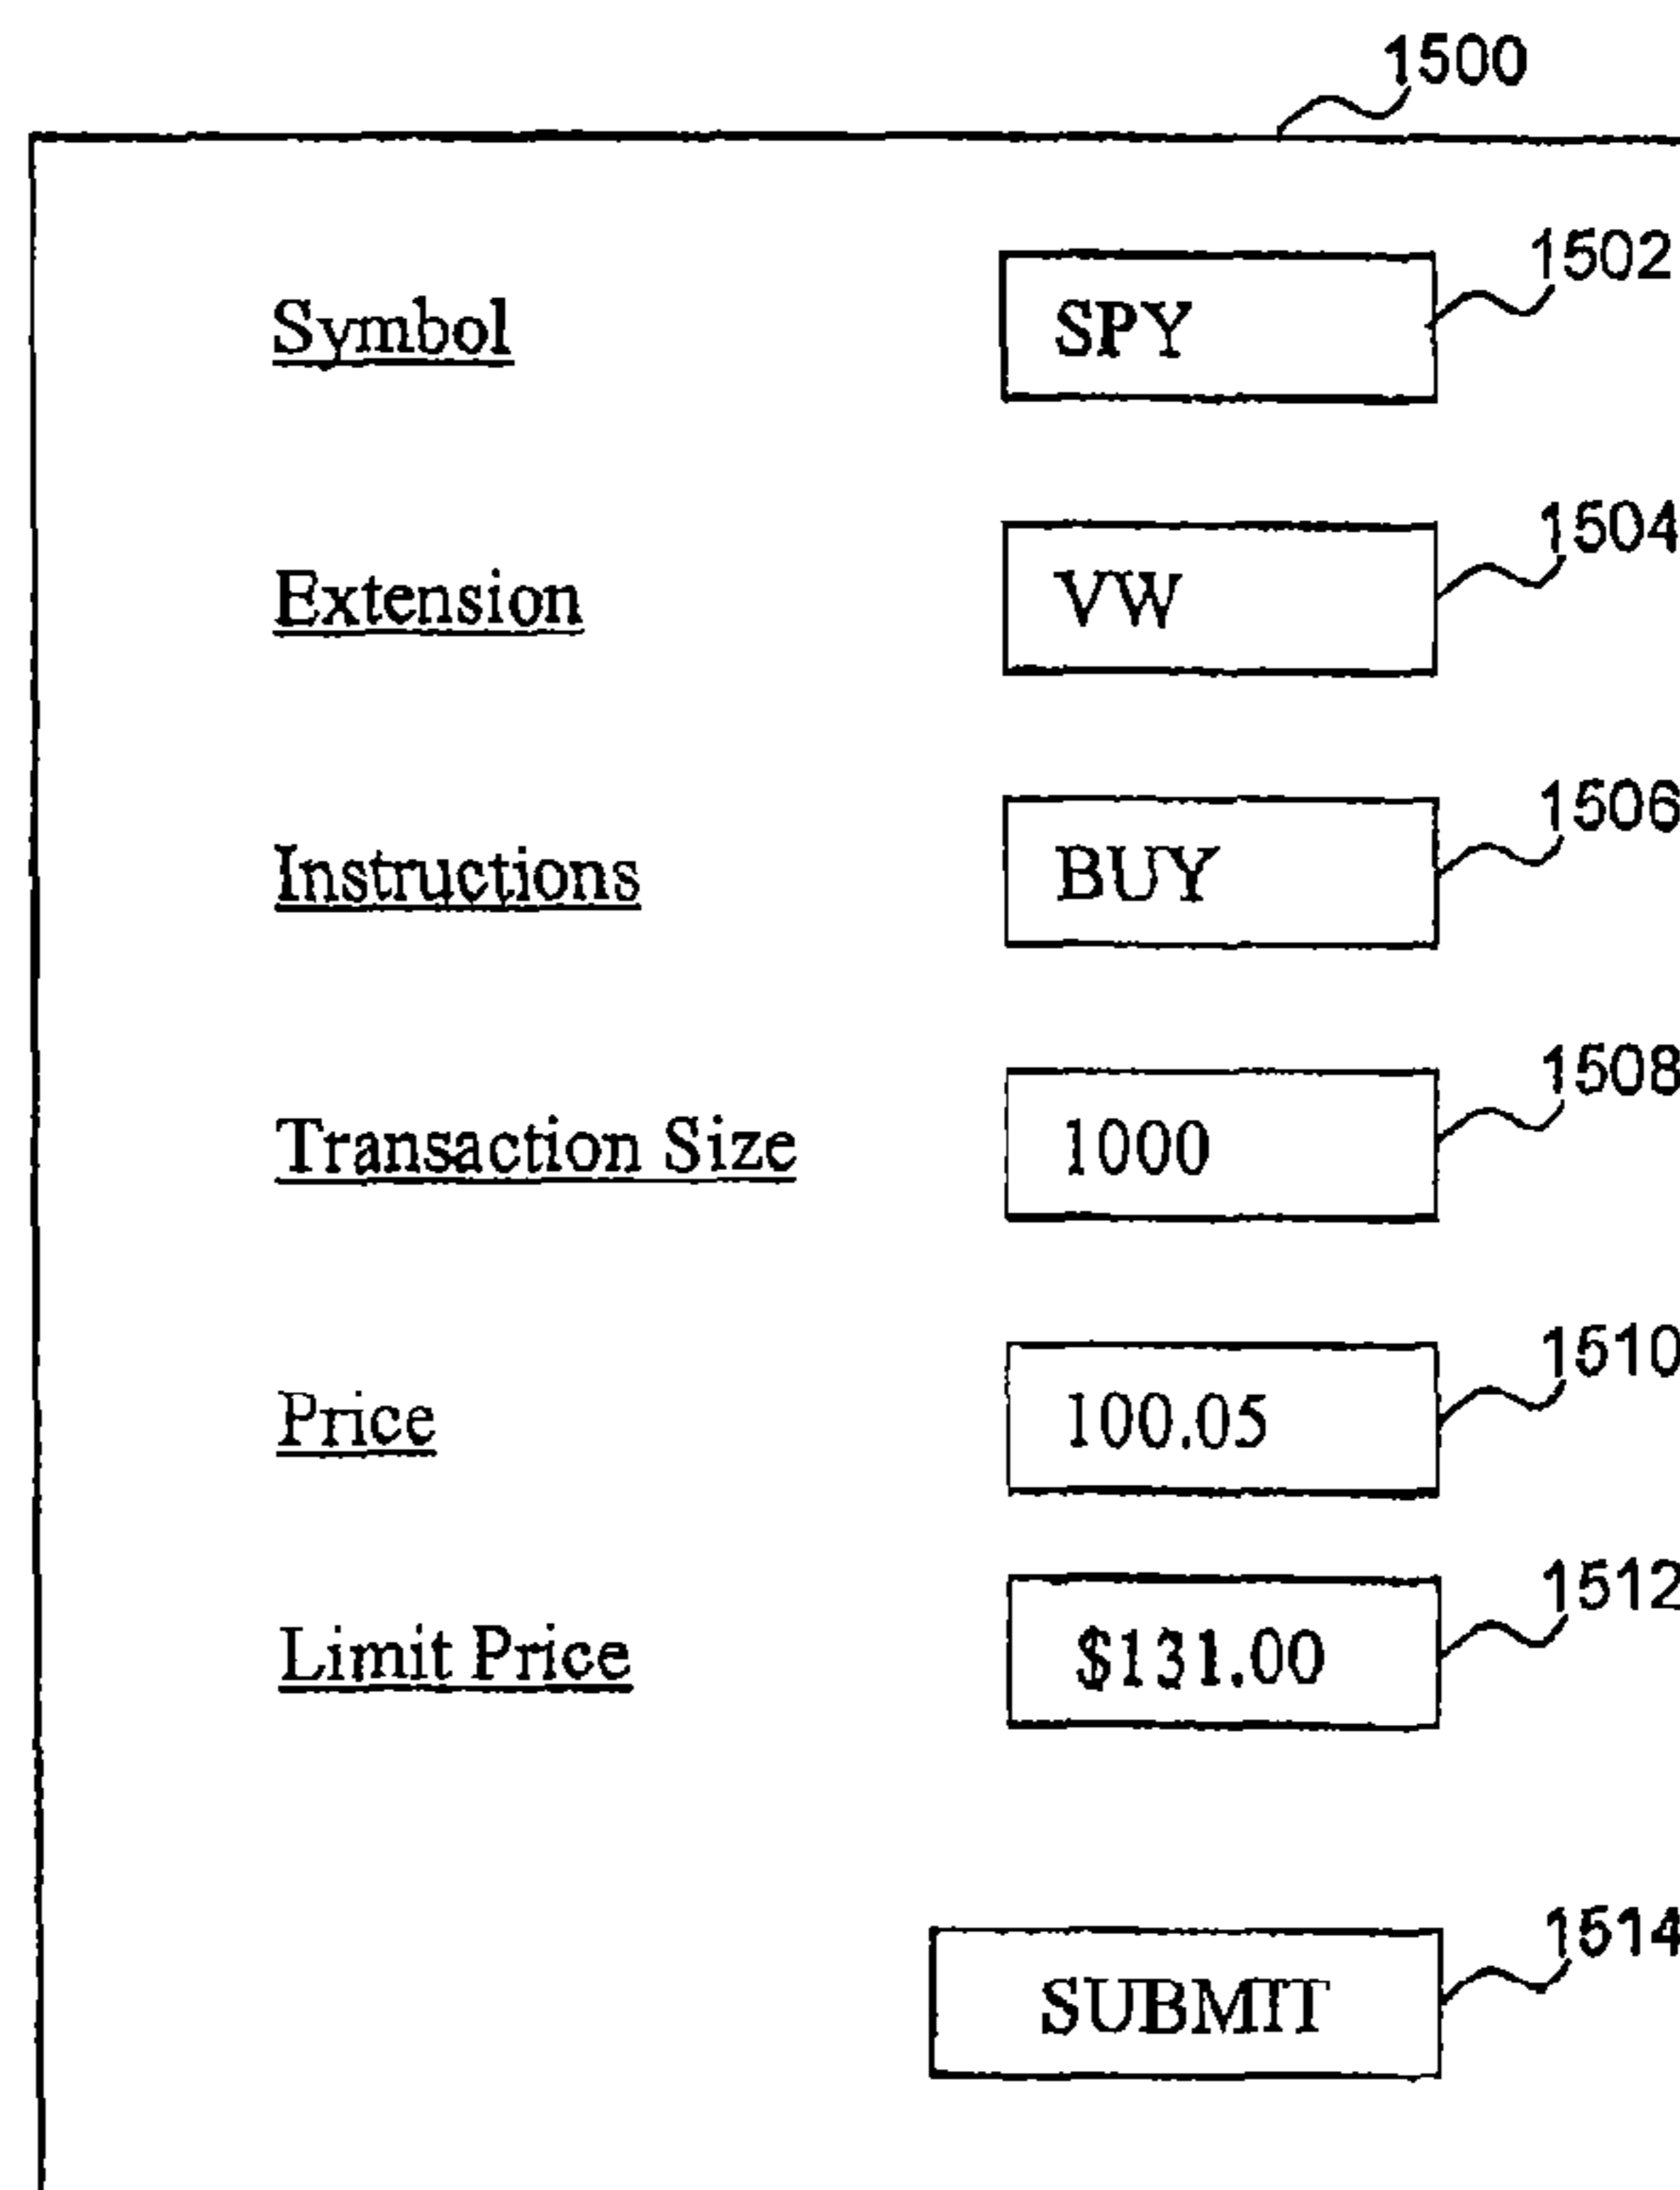 1500
Symbol SPY 1502
Extension VW 1504
Instructions BUY 1506
Transaction Size 1000 1508
Price 100.05 1510
Limit Price $131.00 1512
SUBMIT 1514